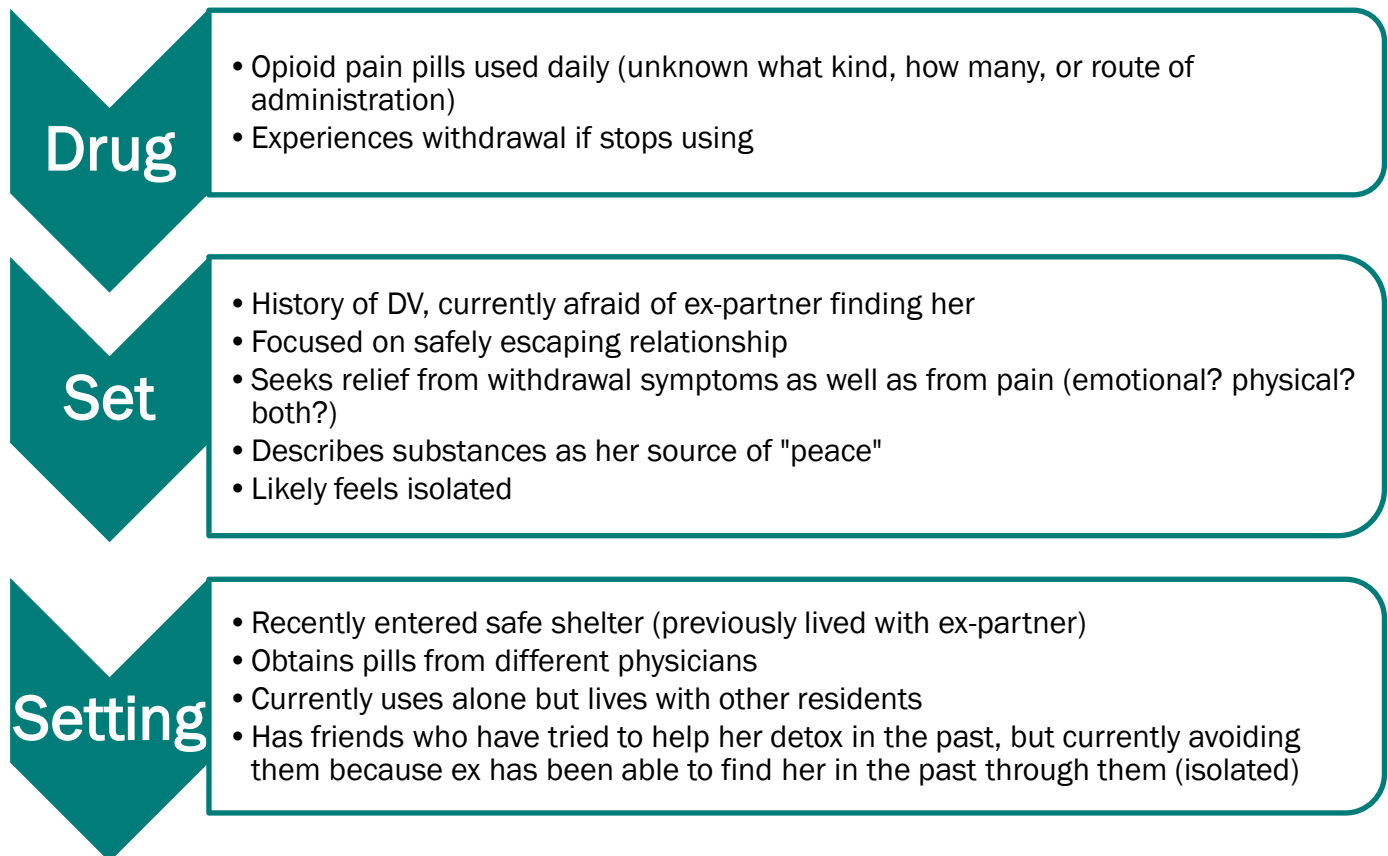 Drug
• Opioid pain pills used daily (unknown what kind, how many, or route of
administration)
• Experiences withdrawal if stops using
Set
• History of DV, currently afraid of ex-partner finding her
• Focused on safely escaping relationship
• Seeks relief from withdrawal symptoms as well as from pain (emotional? physical?
both?)
• Describes substances as her source of "peace"
• Likely feels isolated
Setting
• Recently entered safe shelter (previously lived with ex-partner)
• Obtains pills from different physicians
• Currently uses alone but lives with other residents
• Has friends who have tried to help her detox in the past, but currently avoiding
them because ex has been able to find her in the past through them (isolated)